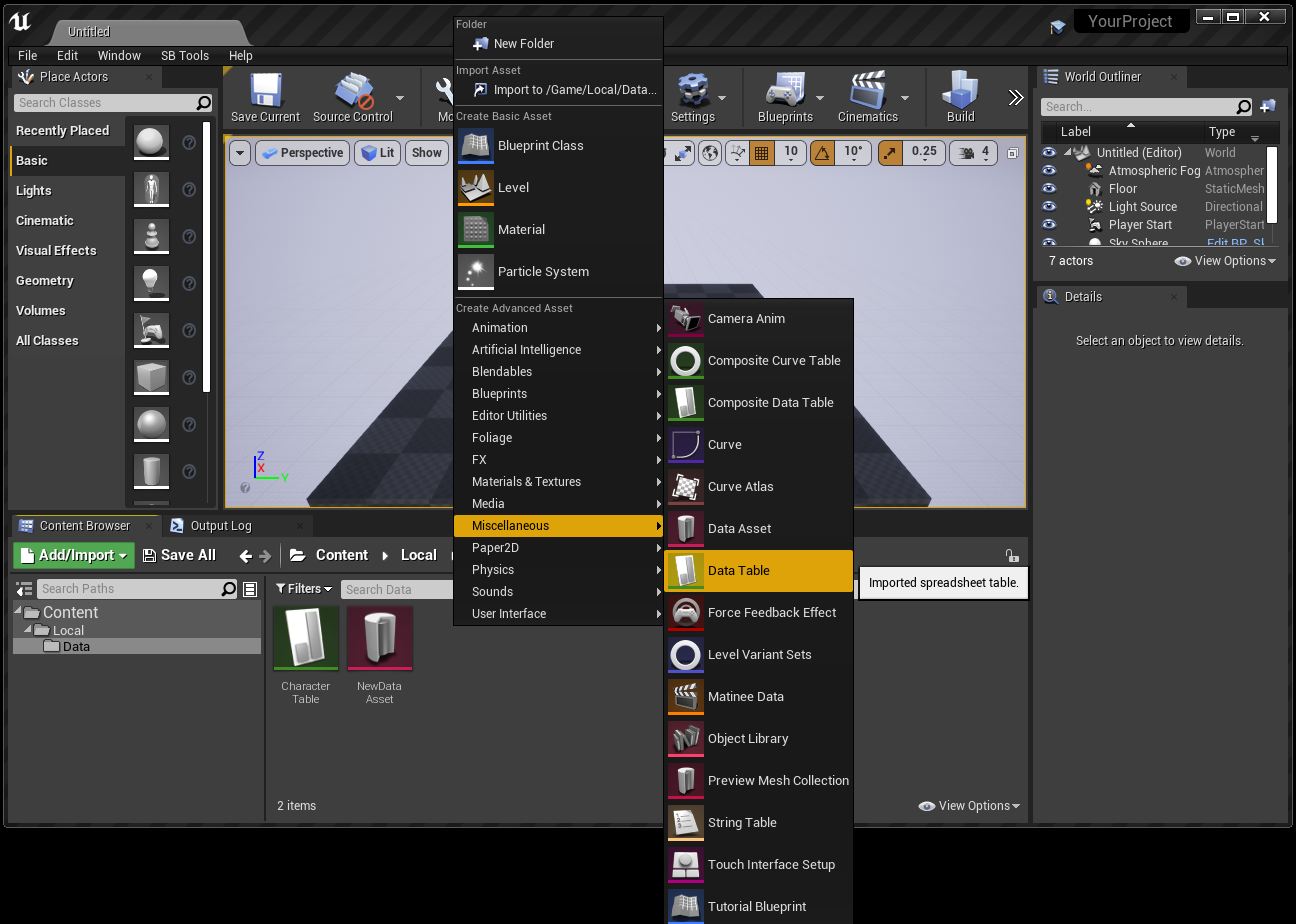 Untitled
YourProject
File Edit Window SB Tools Help
Place Actors
Search Classes
Recently Placed
Basic
Lights
Cinematic
Visual Effects
Geometry
Volumes
All Classes
Save Current
Source Control
Settings
Blueprints
Cinematics
Build
Perspective
Lit
Show
10
10°
0.25
4
Z
X
Y
Folder
New Folder
Import Asset
Import to /Game/Local/Data...
Create Basic Asset
Blueprint Class
Level
Material
Particle System
Create Advanced Asset
Animation
Artificial Intelligence
Blendables
Blueprints
Editor Utilities
Foliage
FX
Materials & Textures
Media
Miscellaneous
Paper2D
Physics
Sounds
User Interface
Camera Anim
Composite Curve Table
Composite Data Table
Curve
Curve Atlas
Data Asset
Data Table
Force Feedback Effect
Level Variant Sets
Matinee Data
Object Library
Preview Mesh Collection
String Table
Touch Interface Setup
Tutorial Blueprint
Imported spreadsheet table.
World Outliner
Search...
Label Type
Untitled (Editor) World
Atmospheric Fog Atmospher
Floor StaticMesh
Light Source Directional
Player Start PlayerStart
Sky Sphere Edit BP_Sk
7 actors
View Options
Details
Select an object to view details.
Content Browser
Output Log
Add/Import
Save All
Content
Local
Search Paths
Content
Local
Data
Filters
Search Data
Character
Table
NewData
Asset
2 items
View Options